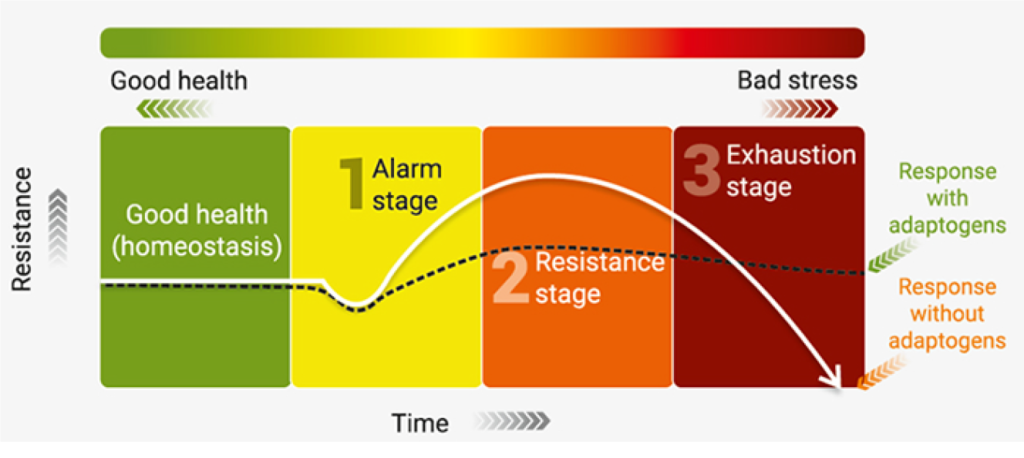 Good health
Bad stress
Resistance
Good health
(homeostasis)
1 Alarm
stage
2 Resistance
stage
3 Exhaustion
stage
Response
with
adaptogens
Response
without
adaptogens
Time